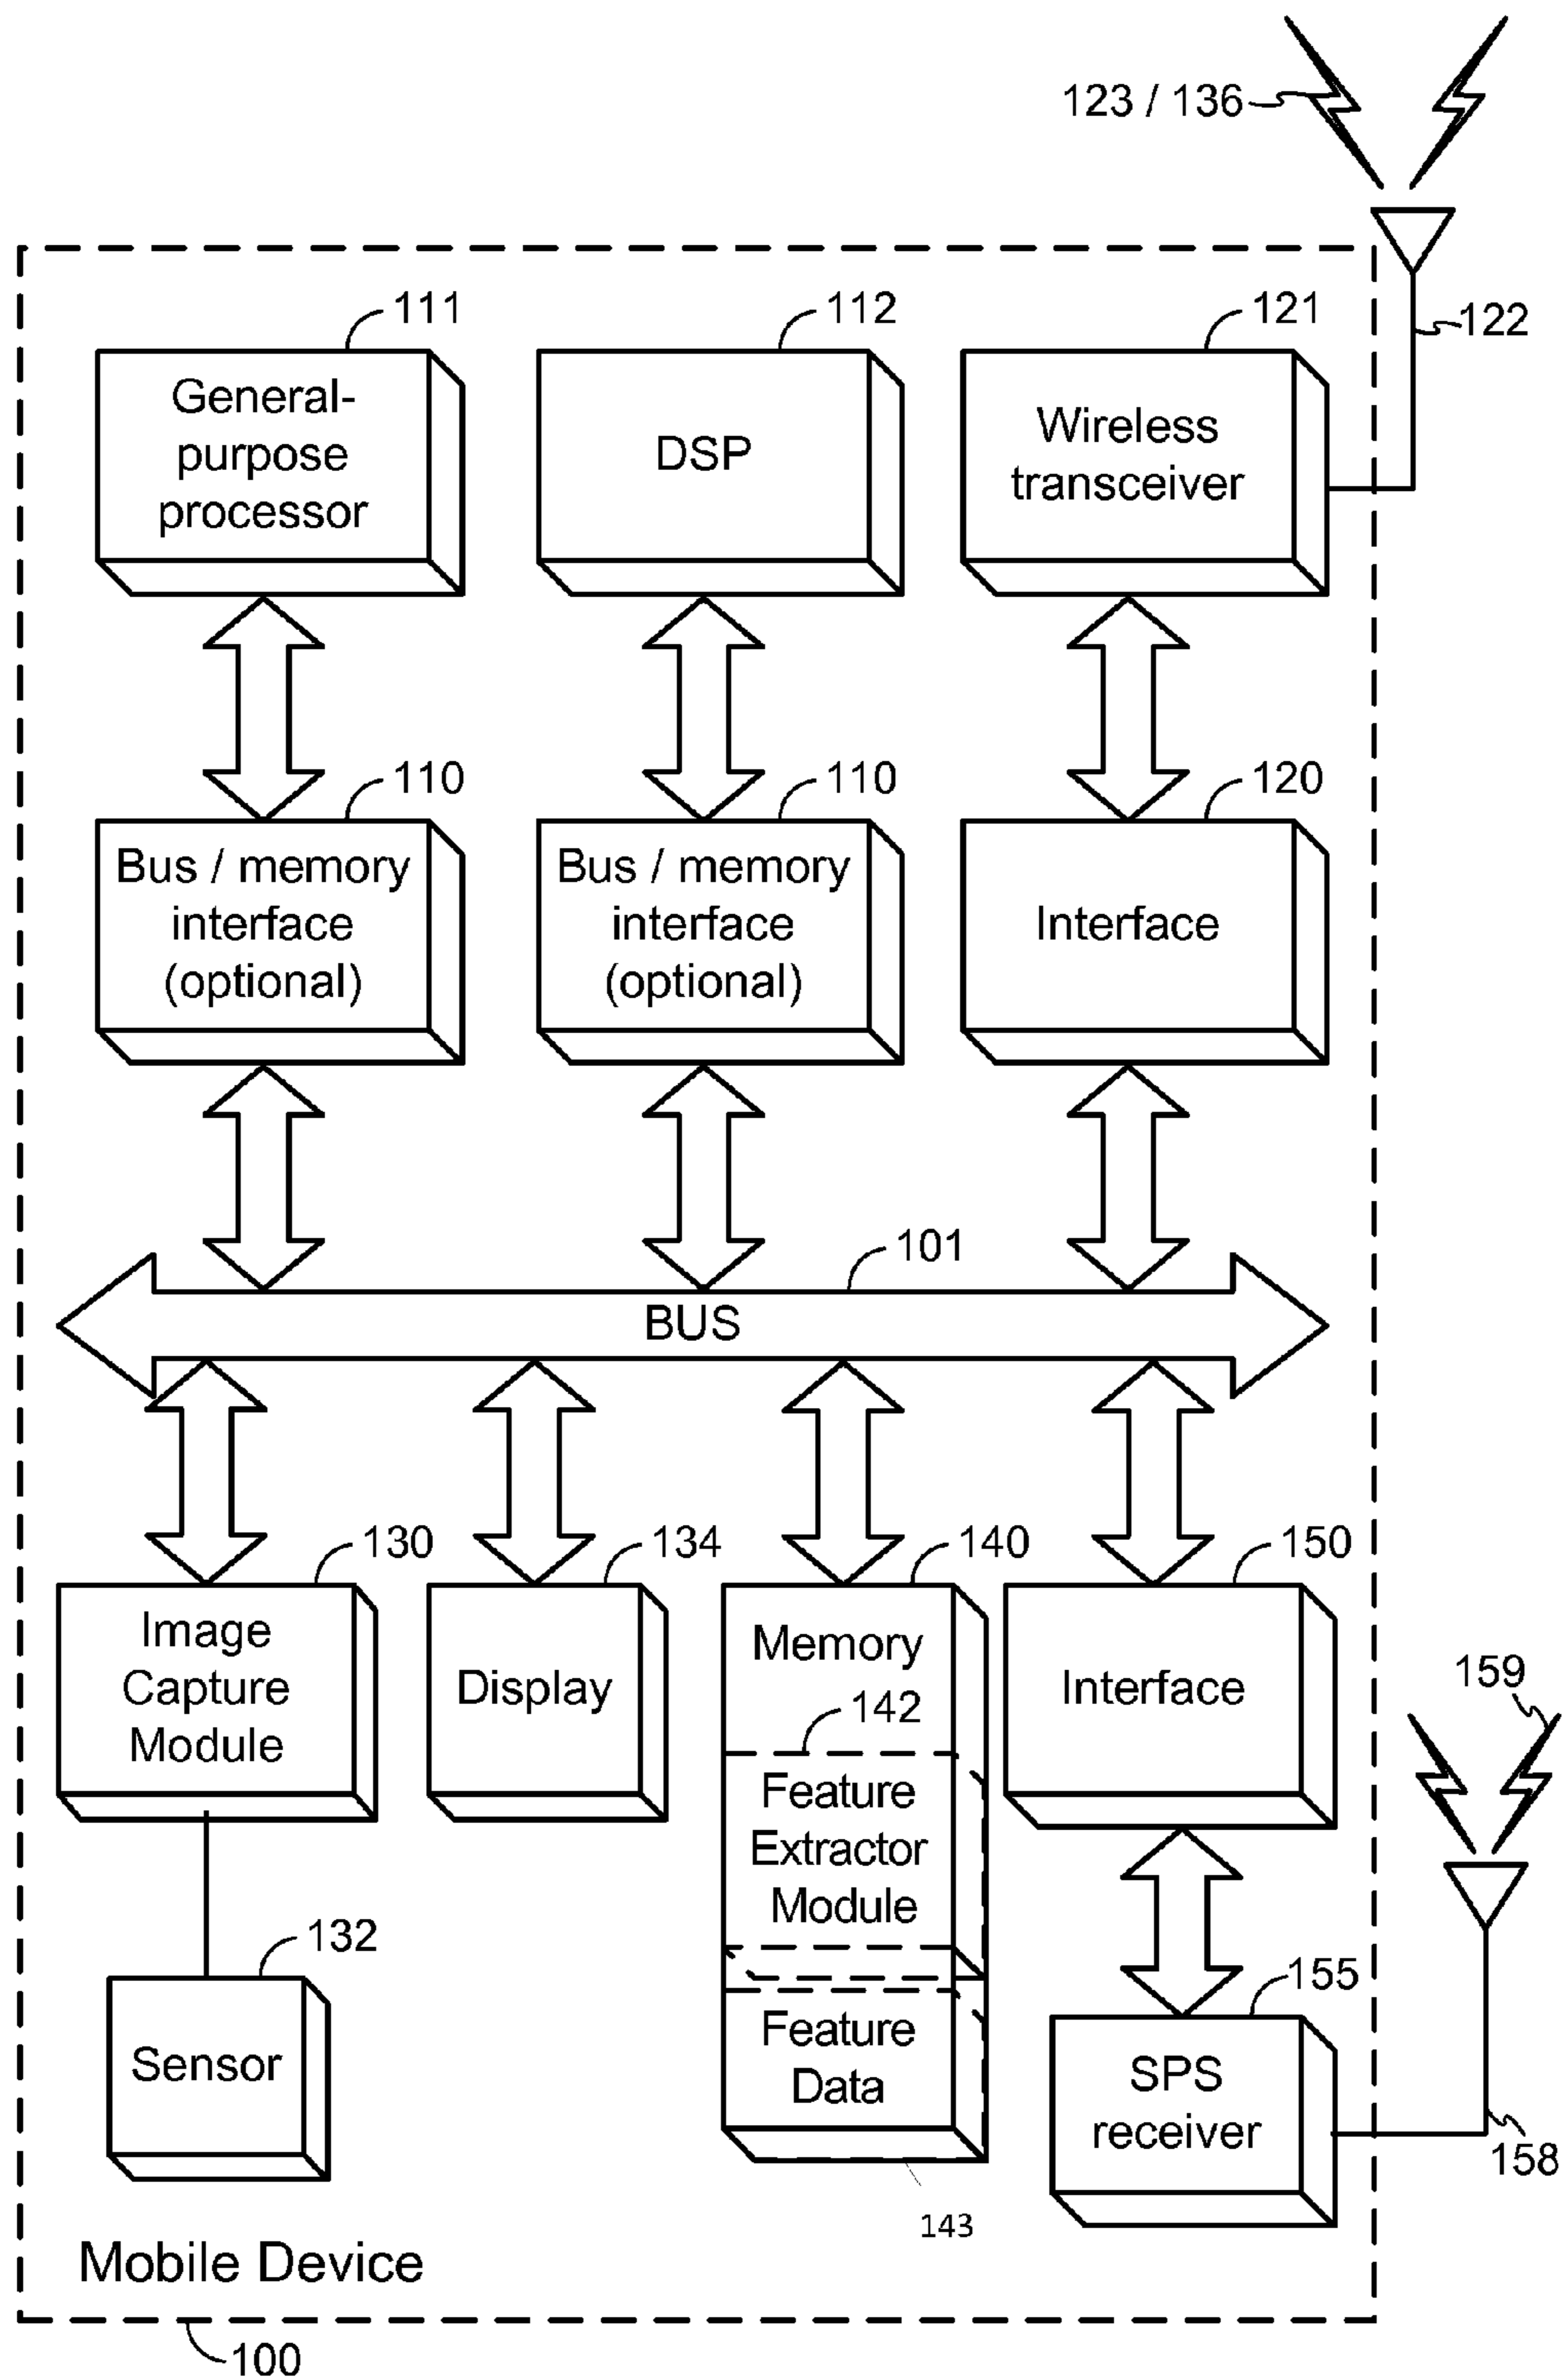 123 / 136
122
111
General-
purpose
processor
112
DSP
121
Wireless
transceiver
110
Bus / memory
interface
(optional)
110
Bus / memory
interface
(optional)
120
Interface
101
BUS
130
Image
Capture
Module
134
Display
140
Memory
142
Feature
Extractor
Module
Feature
Data
143
150
Interface
159
132
Sensor
155
SPS
receiver
158
Mobile Device
100